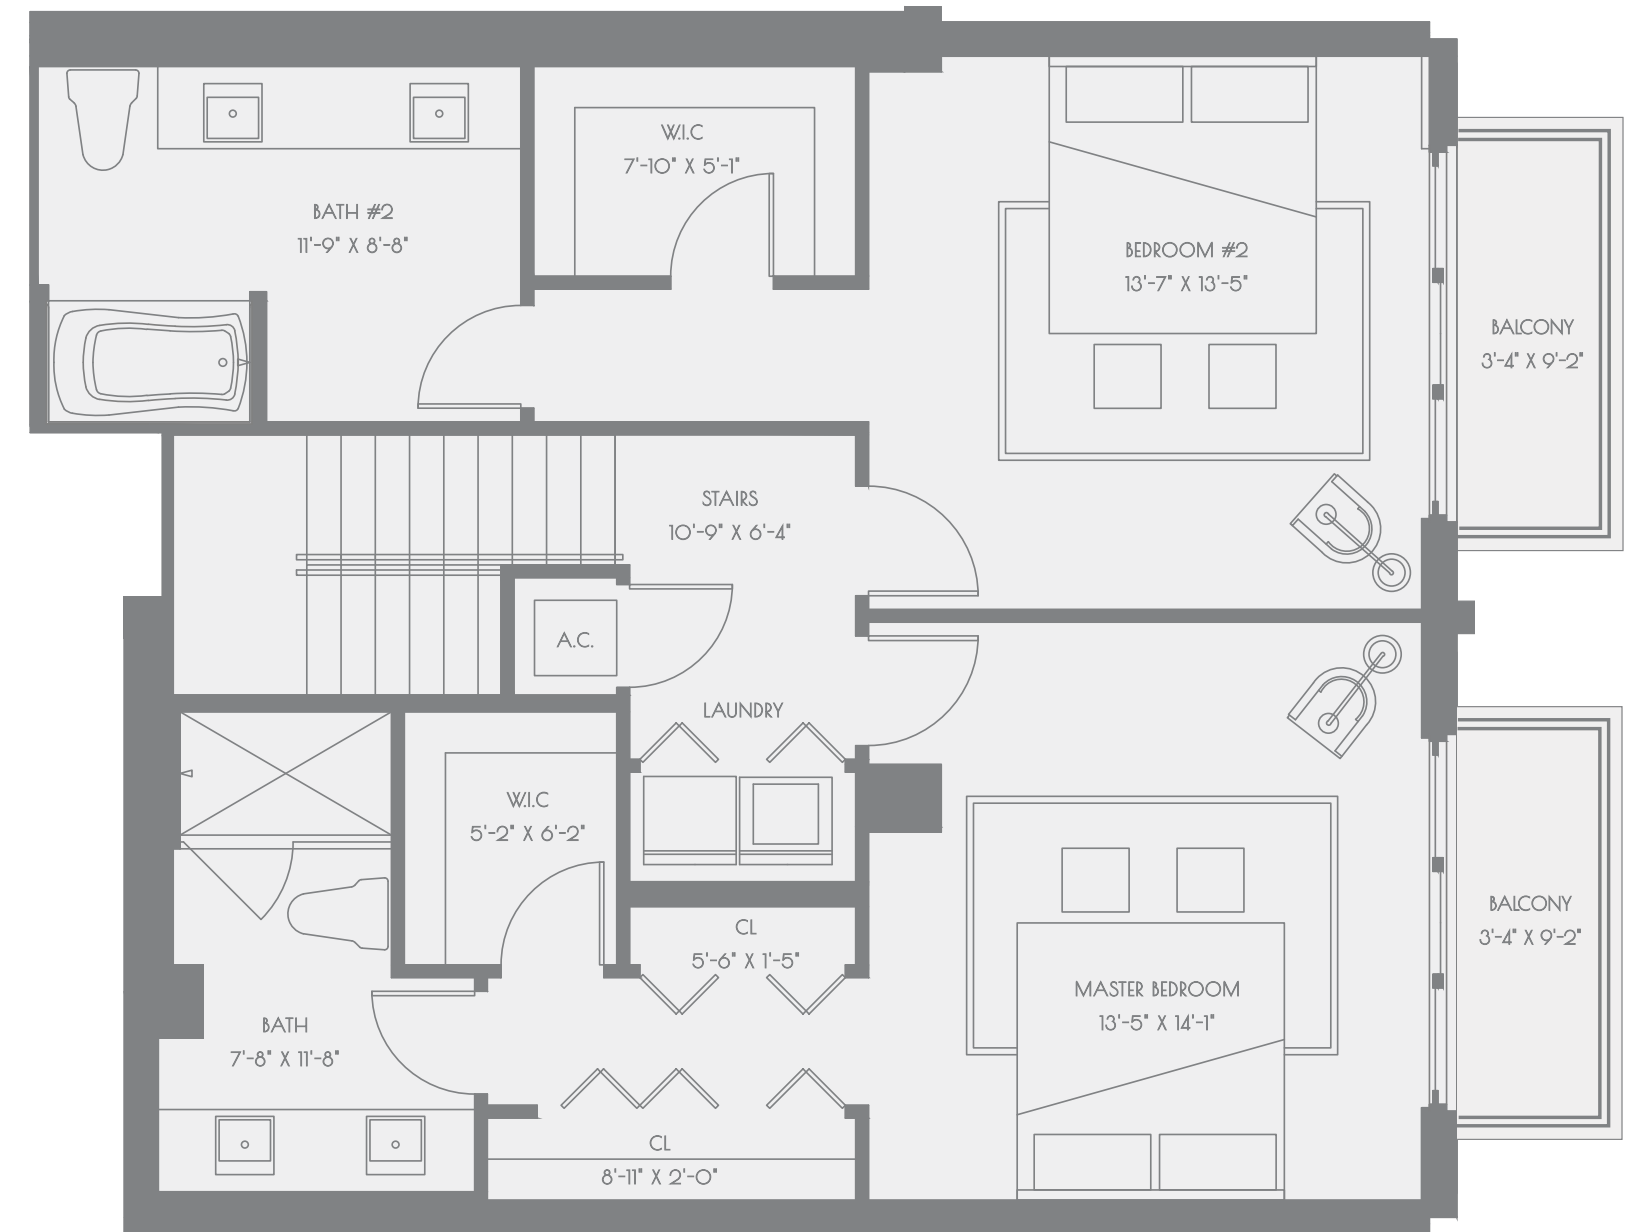 W.I.C
7'-10" X 5'-1"
BATH #2
11'-9" X 8'-8"
BEDROOM #2
13'-7" X 13'-5"
BALCONY
3'-4" X 9'-2"
STAIRS
10'-9" X 6'-4"
A.C.
LAUNDRY
W.I.C
5'-2" X 6'-2"
CL
5'-6" X 1'-5"
BALCONY
3'-4" X 9'-2"
MASTER BEDROOM
13'-5" X 14'-1"
BATH
7'-8" X 11'-8"
CL
8'-11" X 2'-0"